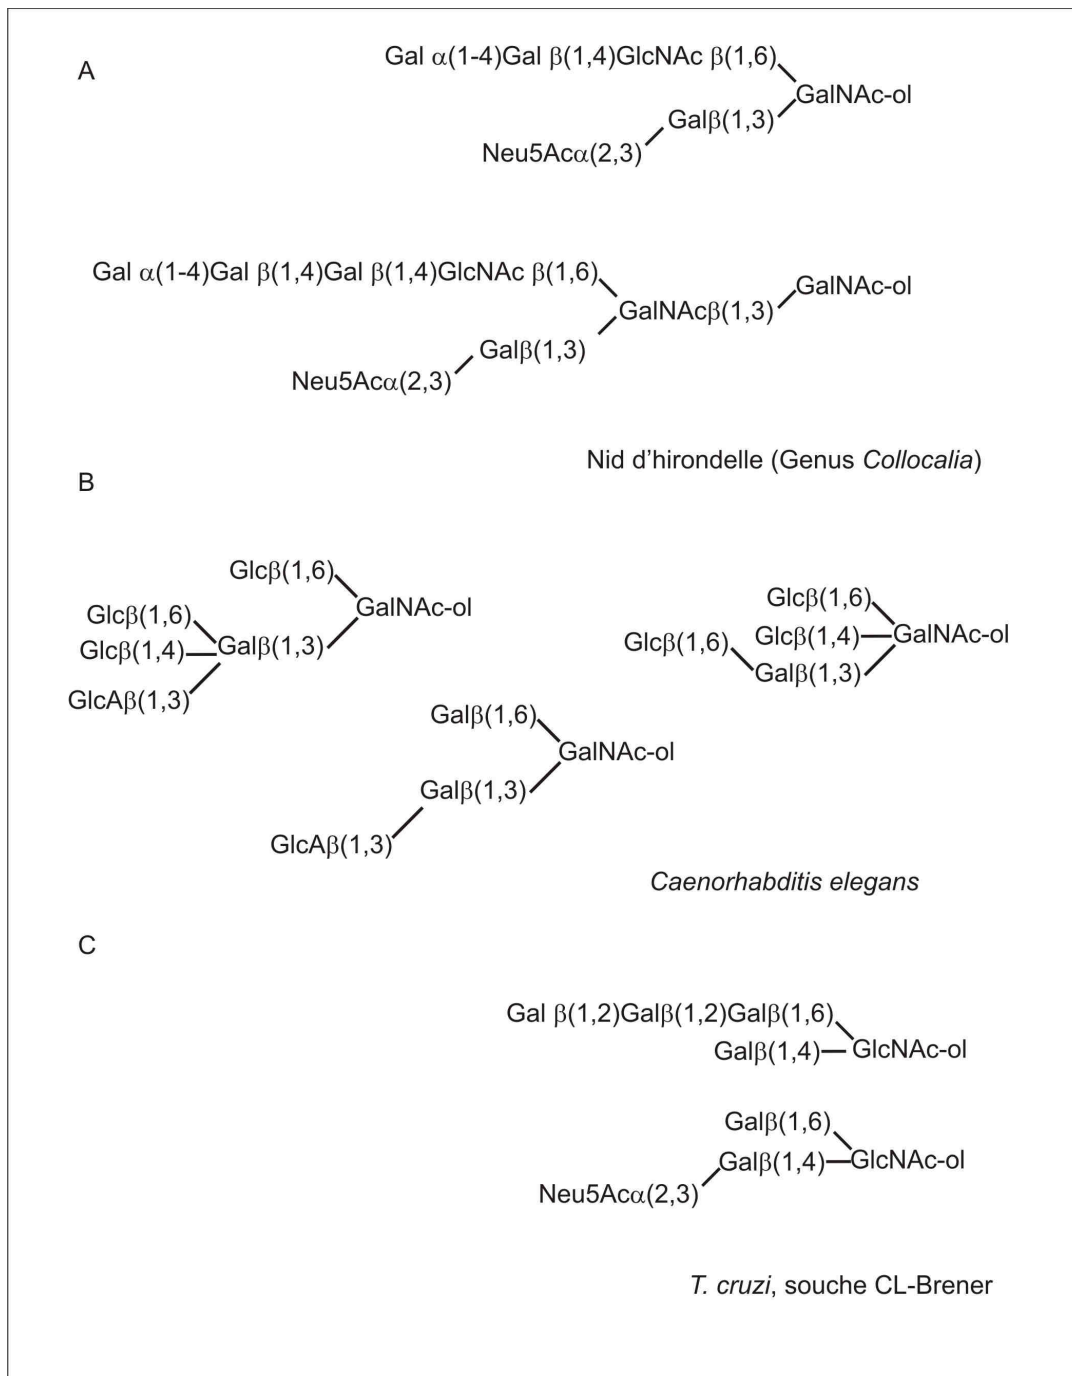 A
Gal α(1-4)Gal β(1,4)GlcNAc β(1,6)
GalNAc-ol
Galβ(1,3)
Neu5Acα(2,3)
Gal α(1-4)Gal β(1,4)Gal β(1,4)GlcNAc β(1,6)
GalNAc-ol
GalNAcβ(1,3)
Galβ(1,3)
Neu5Acα(2,3)
Nid d'hirondelle (Genus Collocalia)
B
Glcβ(1,6)
GalNAc-ol
Glcβ(1,6)
Glcβ(1,4)
Galβ(1,3)
GlcAβ(1,3)
Glcβ(1,6)
Glcβ(1,4)
GalNAc-ol
Glcβ(1,6)
Galβ(1,3)
Galβ(1,6)
GalNAc-ol
Galβ(1,3)
GlcAβ(1,3)
Caenorhabditis elegans
C
Gal β(1,2)Galβ(1,2)Galβ(1,6)
Galβ(1,4)
GlcNAc-ol
Galβ(1,6)
Galβ(1,4)
GlcNAc-ol
Neu5Acα(2,3)
T. cruzi, souche CL-Brener